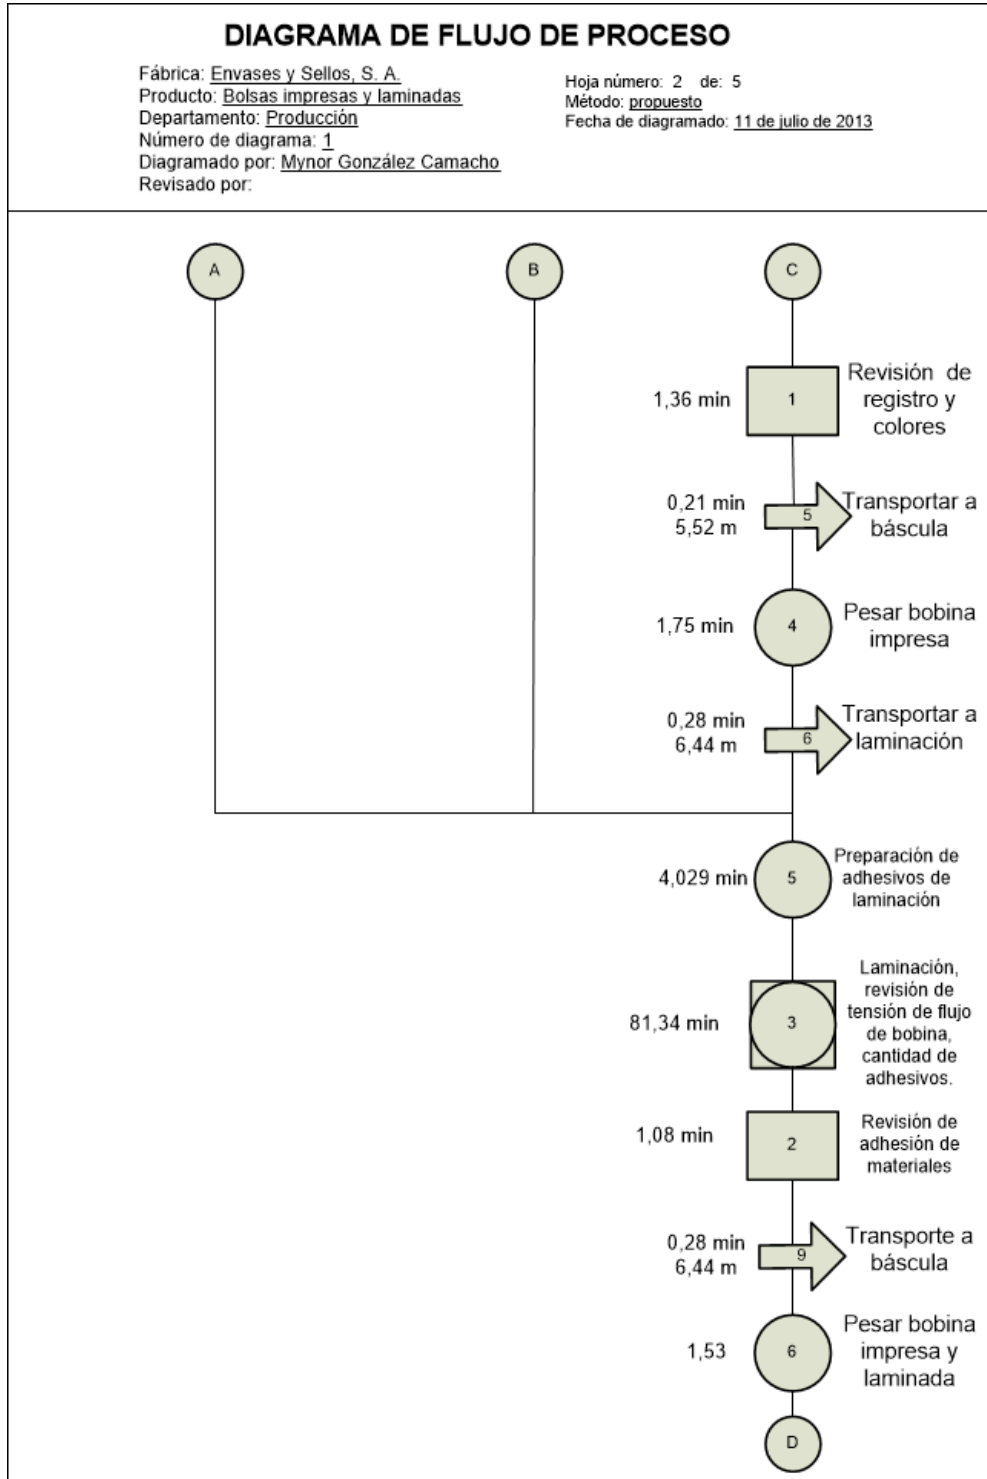 DIAGRAMA DE FLUJO DE PROCESO
Fábrica: Envases y Sellos, S. A.
Producto: Bolsas impresas y laminadas
Departamento: Producción
Número de diagrama: 1
Diagramado por: Mynor González Camacho
Revisado por:
Hoja número: 2 de: 5
Método: propuesto
Fecha de diagramado: 11 de julio de 2013
A
B
C
1,36 min
1
Revisión de
registro y
colores
0,21 min
5,52 m
5
Transportar a
báscula
1,75 min
4
Pesar bobina
impresa
0,28 min
6,44 m
6
Transportar a
laminación
4,029 min
5
Preparación de
adhesivos de
laminación
81,34 min
3
Laminación,
revisión de
tensión de flujo
de bobina,
cantidad de
adhesivos.
1,08 min
2
Revisión de
adhesión de
materiales
0,28 min
6,44 m
9
Transporte a
báscula
1,53
6
Pesar bobina
impresa y
laminada
D